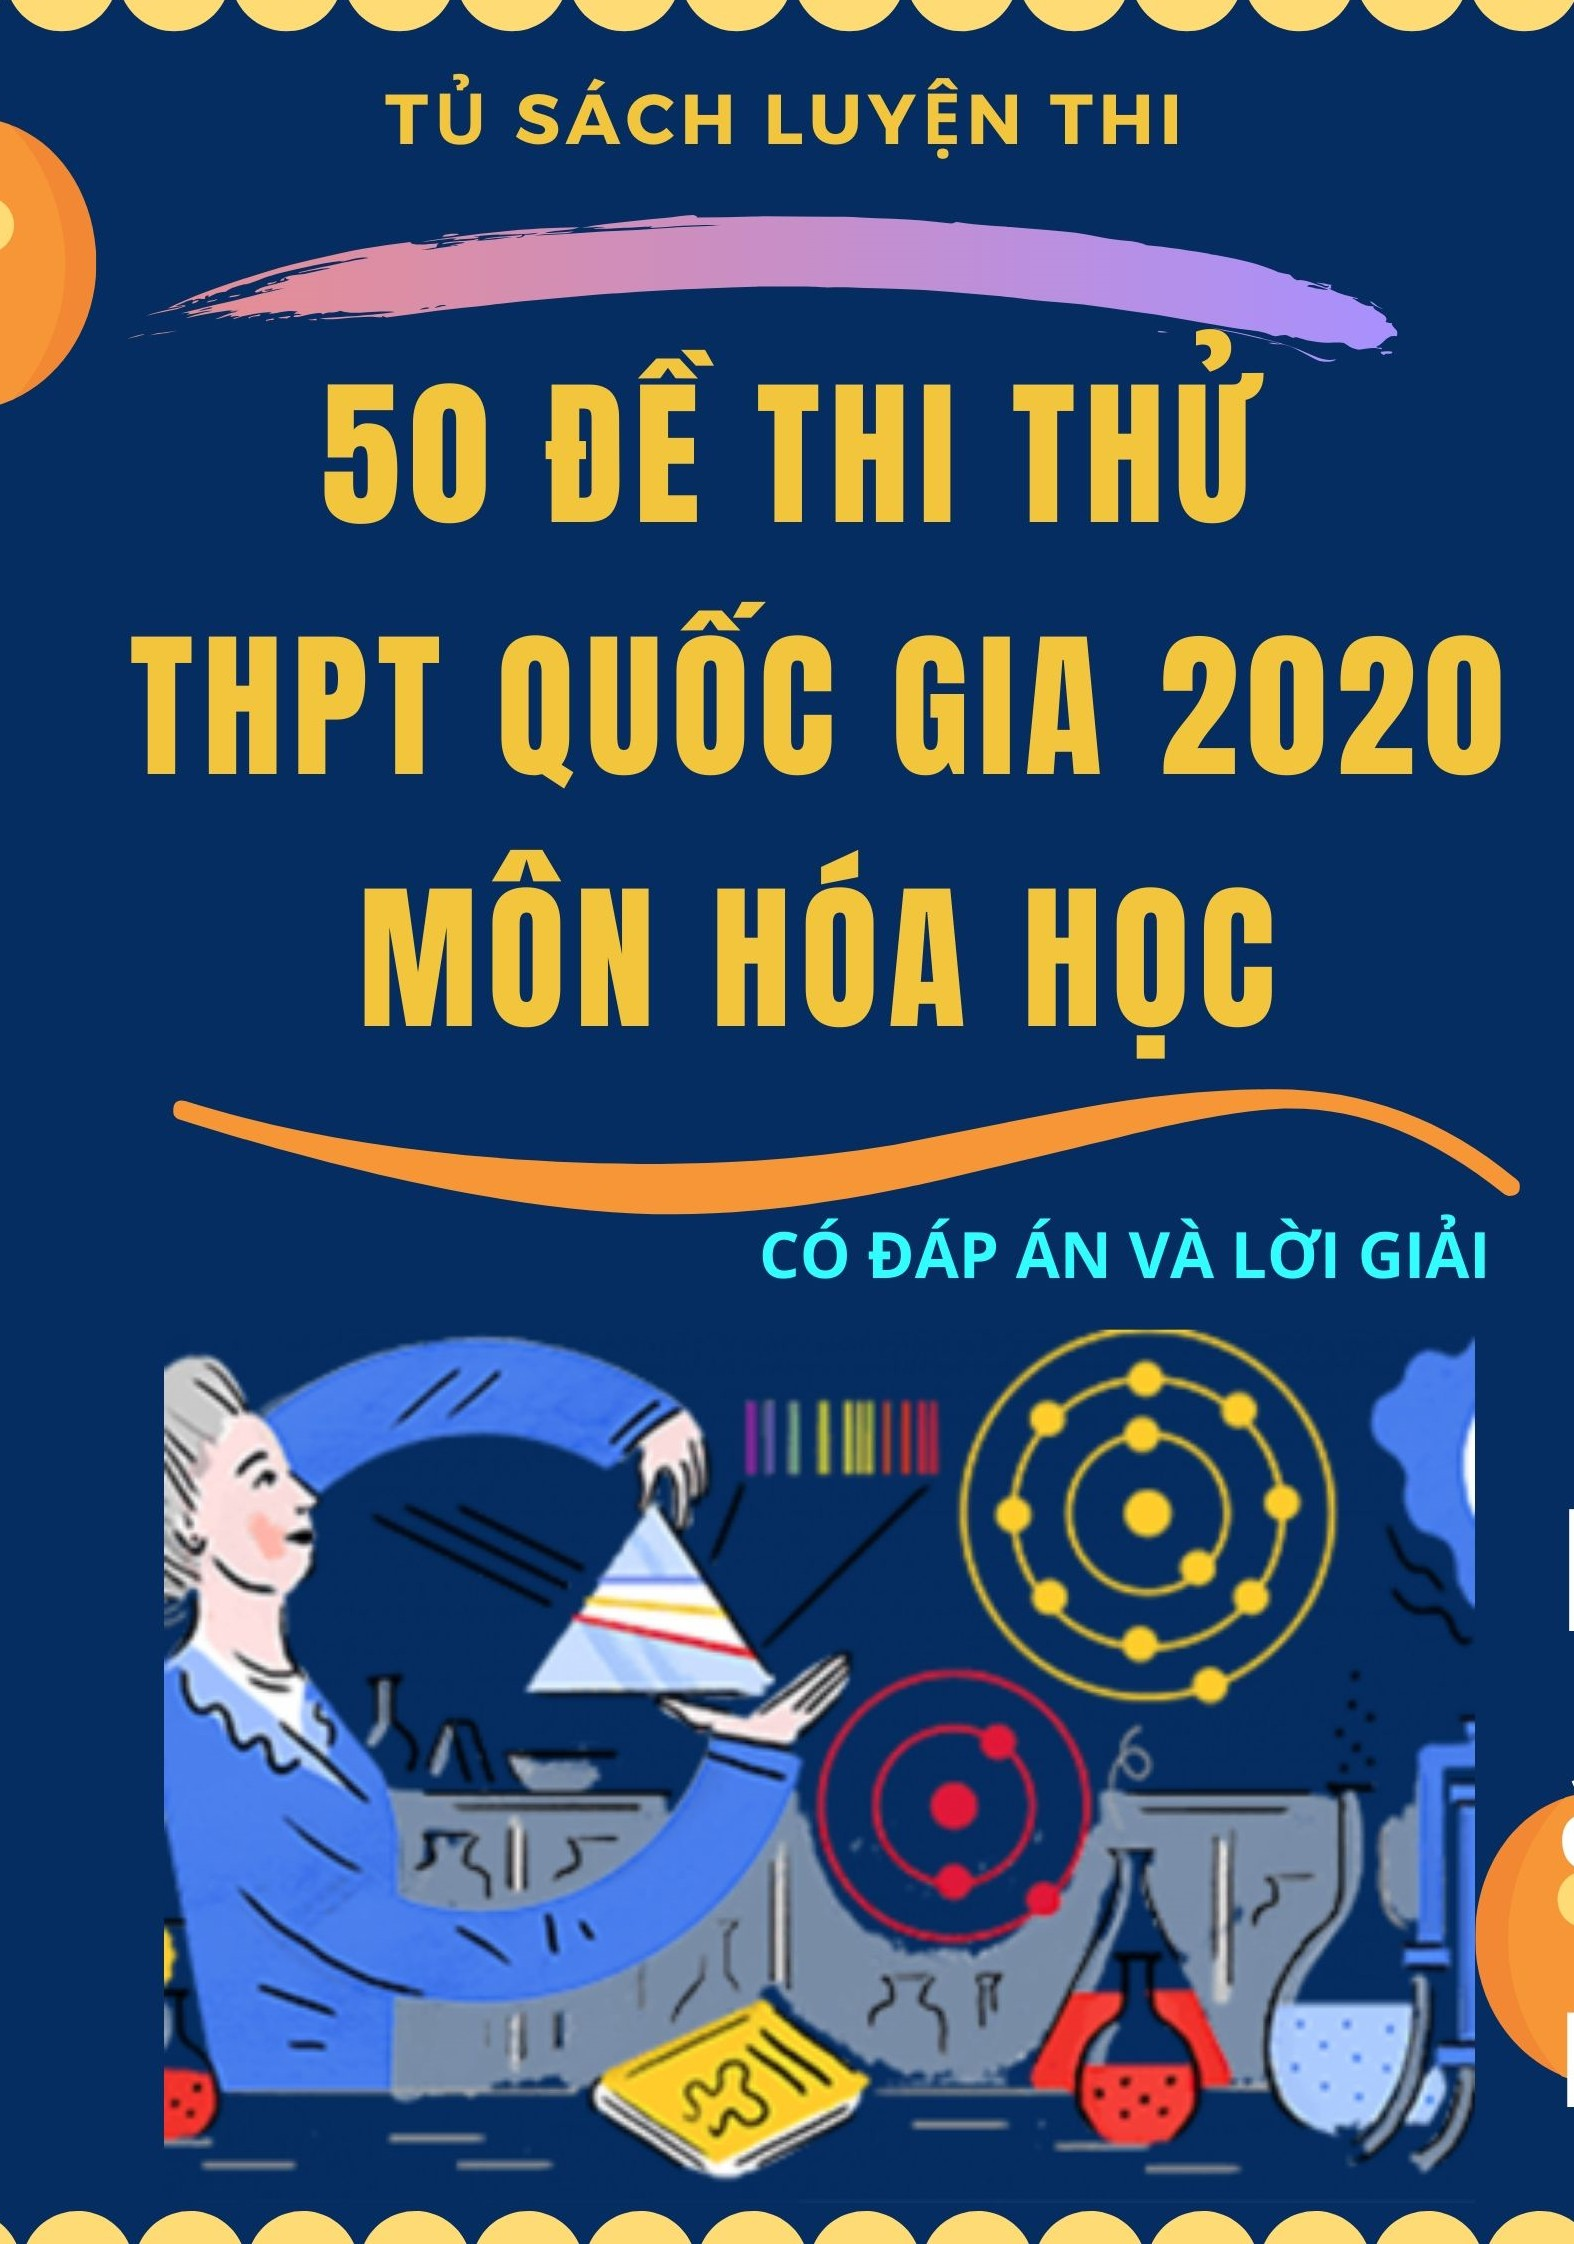 TỦ SÁCH LUYỆN THI
50 ĐỀ THI THỬ
THPT QUỐC GIA 2020
MÔN HÓA HỌC
CÓ ĐÁP ÁN VÀ LỜI GIẢI